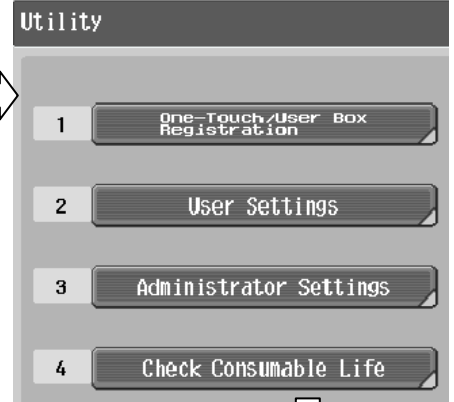 Utility
1 One-Touch/User Box
Registration
2 User Settings
3 Administrator Settings
4 Check Consumable Life